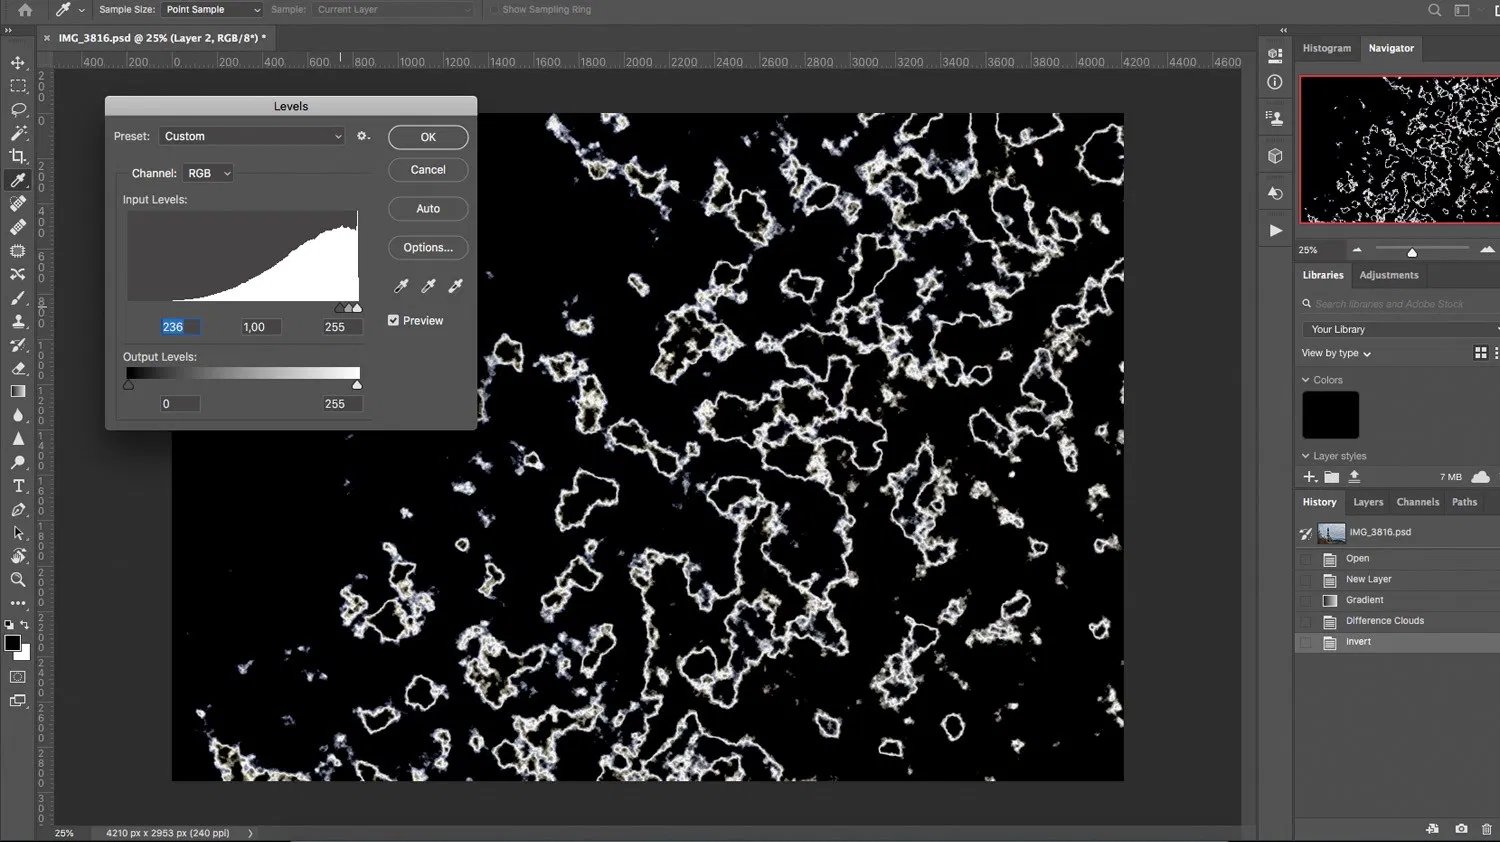 Sample Size: Point Sample Sample: Current Layer Show Sampling Ring
IMG_3816.psd @ 25% (Layer 2, RGB/8*) *
400 200 0 200 400 600 800 1000 1200 1400 1600 1800 2000 2200 2400 2600 2800 3000 3200 3400 3600 3800 4000 4200 4400 4600
Levels
Preset: Custom
OK
Channel: RGB
Cancel
Input Levels:
Auto
Options...
236 1,00 255
Preview
Output Levels:
0 255
Histogram Navigator
25%
Libraries Adjustments
Search libraries and Adobe Stock
Your Library
View by type
Colors
Layer styles
7 MB
History Layers Channels Paths
IMG_3816.psd
Open
New Layer
Gradient
Difference Clouds
Invert
25% 4210 px x 2953 px (240 ppi)